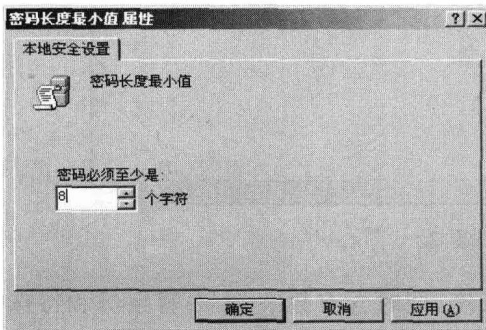 密码长度最小值 属性
本地安全设置
密码长度最小值
密码必须至少是:
8 个字符
确定 取消 应用(A)